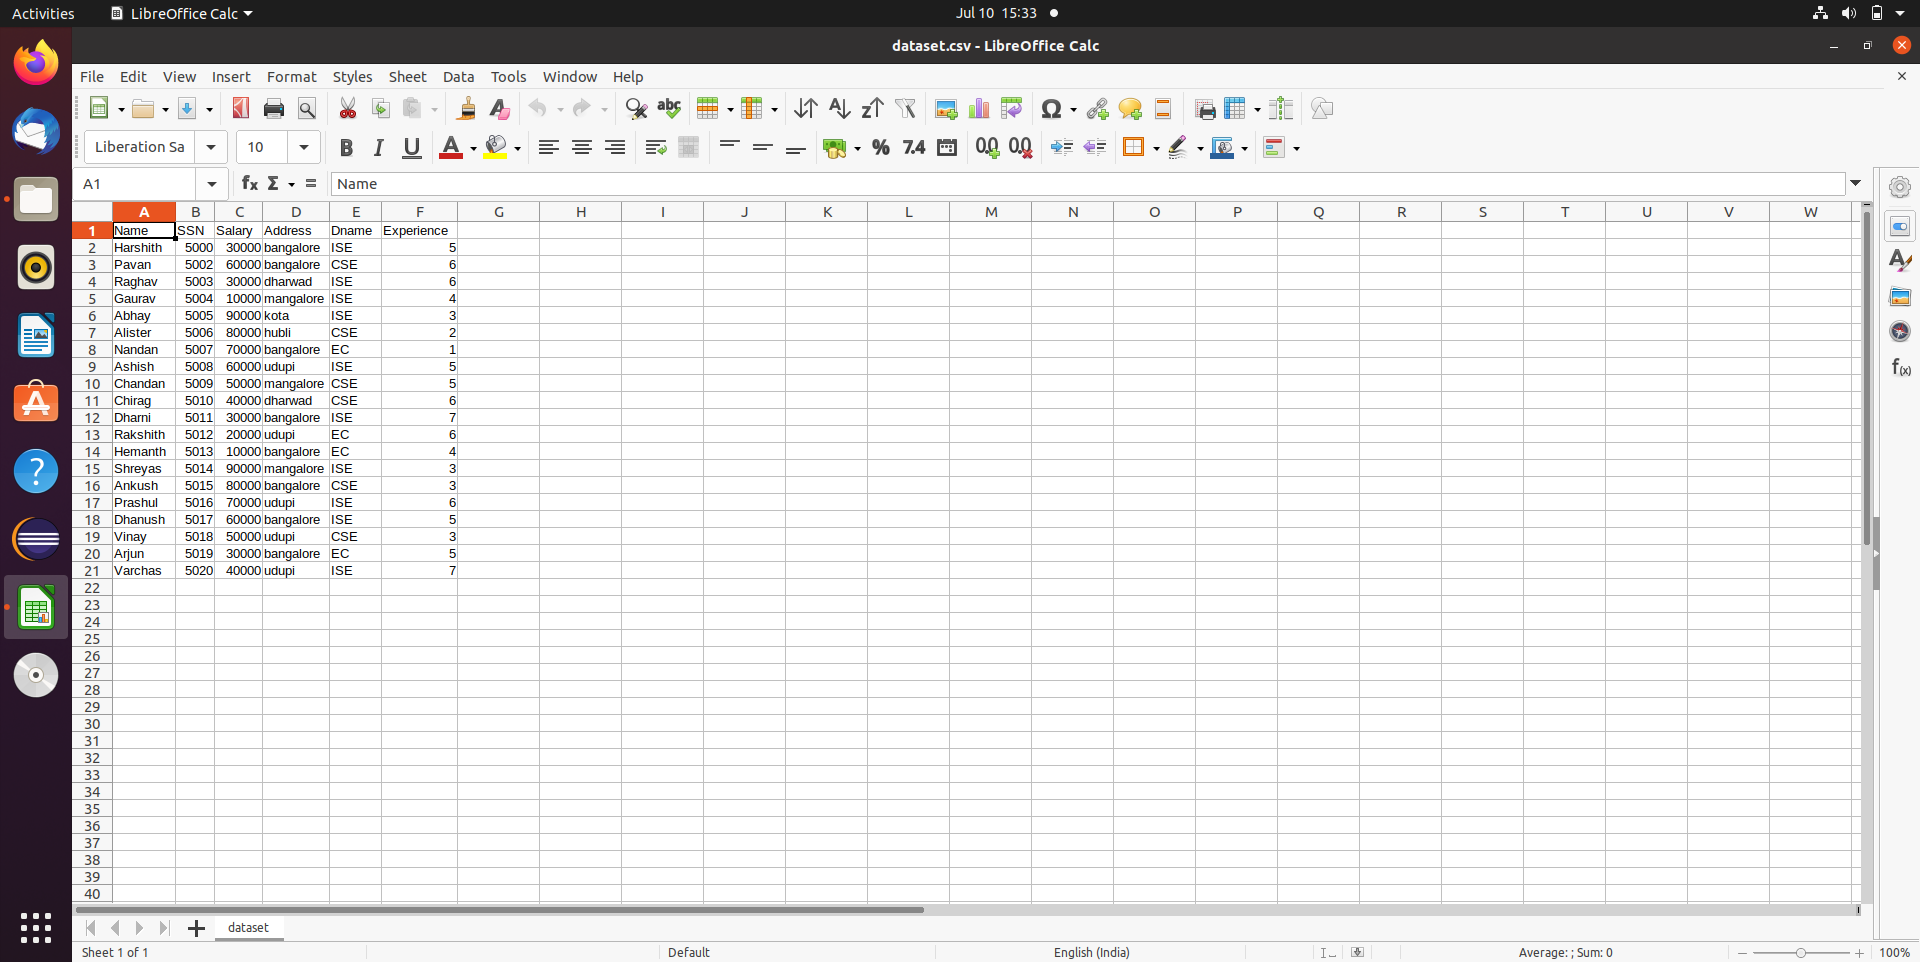 Activities LibreOffice Calc Jul 10 15:33
dataset.csv - LibreOffice Calc
File Edit View Insert Format Styles Sheet Data Tools Window Help
Liberation Sa 10
A1 Name
A B C D E F G H I J K L M N O P Q R S T U V W
1 Name SSN Salary Address Dname Experience
2 Harshith 5000 30000 bangalore ISE 5
3 Pavan 5002 60000 bangalore CSE 6
4 Raghav 5003 30000 dharwad ISE 6
5 Gaurav 5004 10000 mangalore ISE 4
6 Abhay 5005 90000 kota ISE 3
7 Alister 5006 80000 hubli CSE 2
8 Nandan 5007 70000 bangalore EC 1
9 Ashish 5008 60000 udupi ISE 5
10 Chandan 5009 50000 mangalore CSE 5
11 Chirag 5010 40000 dharwad CSE 6
12 Dharni 5011 30000 bangalore ISE 7
13 Rakshith 5012 20000 udupi EC 6
14 Hemanth 5013 10000 bangalore EC 4
15 Shreyas 5014 90000 mangalore ISE 3
16 Ankush 5015 80000 bangalore CSE 3
17 Prashul 5016 70000 udupi ISE 6
18 Dhanush 5017 60000 bangalore ISE 5
19 Vinay 5018 50000 udupi CSE 3
20 Arjun 5019 30000 bangalore EC 5
21 Varchas 5020 40000 udupi ISE 7
22
23
24
25
26
27
28
29
30
31
32
33
34
35
36
37
38
39
40
dataset
Sheet 1 of 1 Default English (India) Average: ; Sum: 0 100%